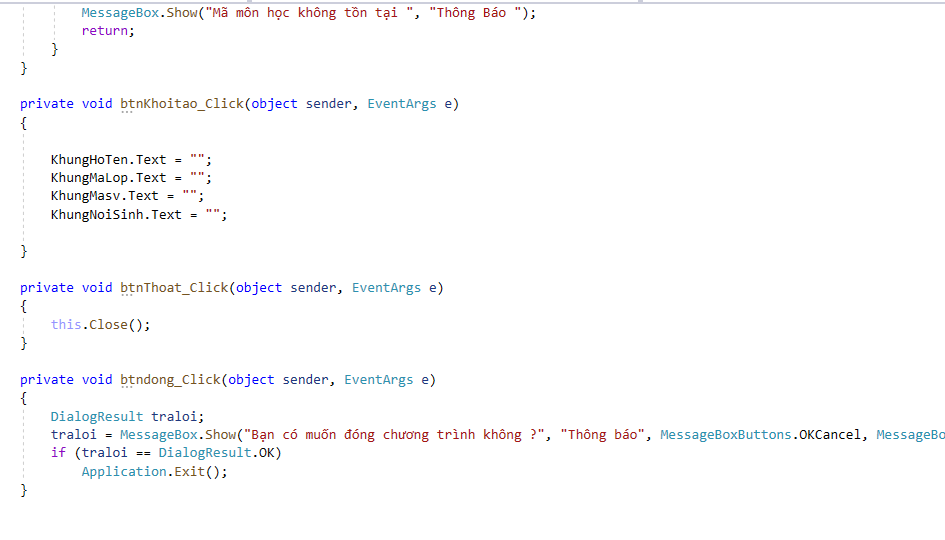 MessageBox.Show("Mã môn học không tồn tại ", "Thông Báo ");
return;
}
}
private void btnKhoitao_Click(object sender, EventArgs e)
{
KhungHoTen.Text = "";
KhungMaLop.Text = "";
KhungMasv.Text = "";
KhungNoiSinh.Text = "";
}
private void btnThoat_Click(object sender, EventArgs e)
{
this.Close();
}
private void btndong_Click(object sender, EventArgs e)
{
DialogResult traloi;
traloi = MessageBox.Show("Bạn có muốn đóng chương trình không ?", "Thông báo", MessageBoxButtons.OKCancel, MessageBo
if (traloi == DialogResult.OK)
Application.Exit();
}